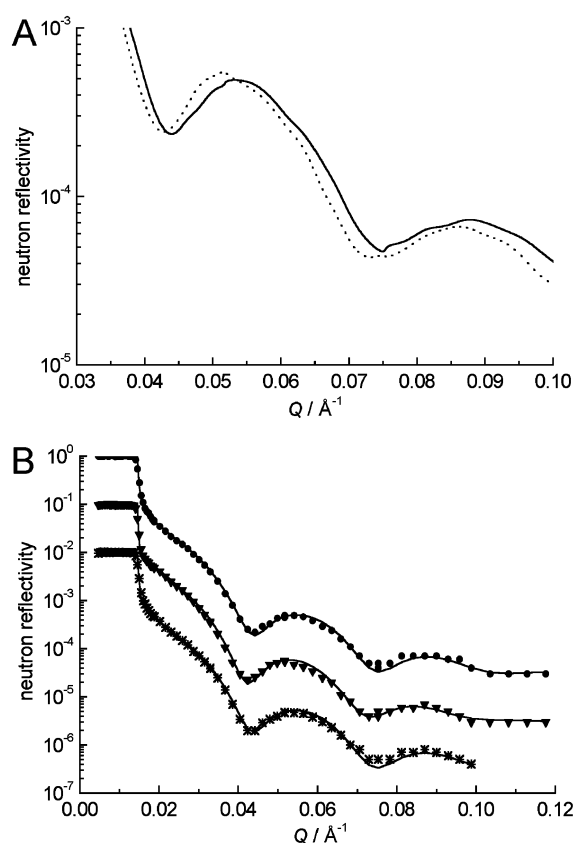 A
10⁻³
10⁻⁴
10⁻⁵
neutron reflectivity
0.03 0.04 0.05 0.06 0.07 0.08 0.09 0.10
Q / Å⁻¹
B
10⁰
10⁻¹
10⁻²
10⁻³
10⁻⁴
10⁻⁵
10⁻⁶
10⁻⁷
neutron reflectivity
0.00 0.02 0.04 0.06 0.08 0.10 0.12
Q / Å⁻¹